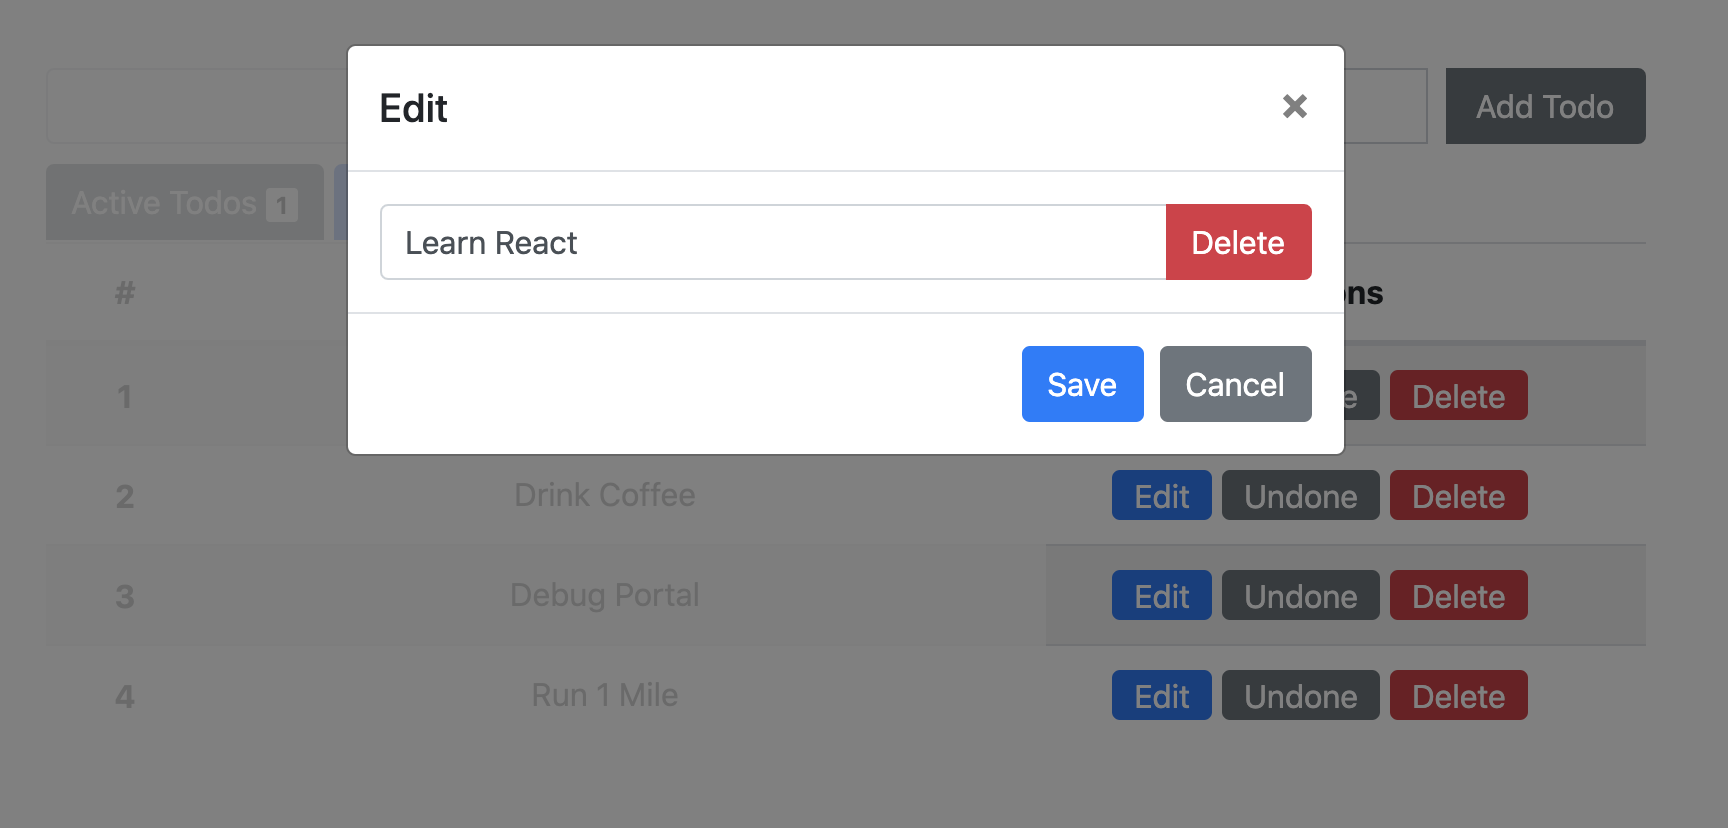 Edit ×
Add Todo
Active Todos 1
Learn React Delete
#
Save Cancel
1 Delete
2 Drink Coffee Edit Undone Delete
3 Debug Portal Edit Undone Delete
4 Run 1 Mile Edit Undone Delete